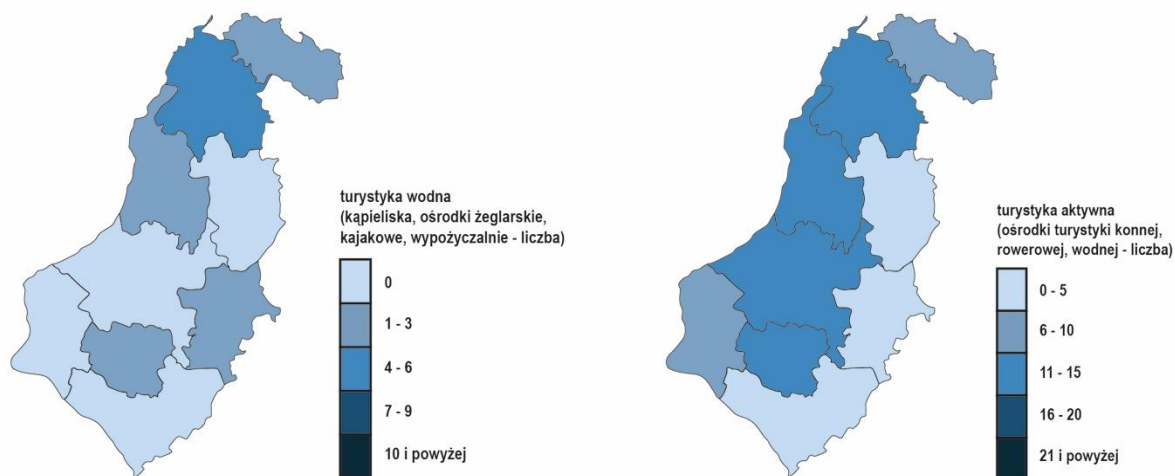 turystyka wodna
(kąpieliska, ośrodki żeglarskie,
kajakowe, wypożyczalnie - liczba)
0
1 - 3
4 - 6
7 - 9
10 i powyżej
turystyka aktywna
(ośrodki turystyki konnej,
rowerowej, wodnej - liczba)
0 - 5
6 - 10
11 - 15
16 - 20
21 i powyżej